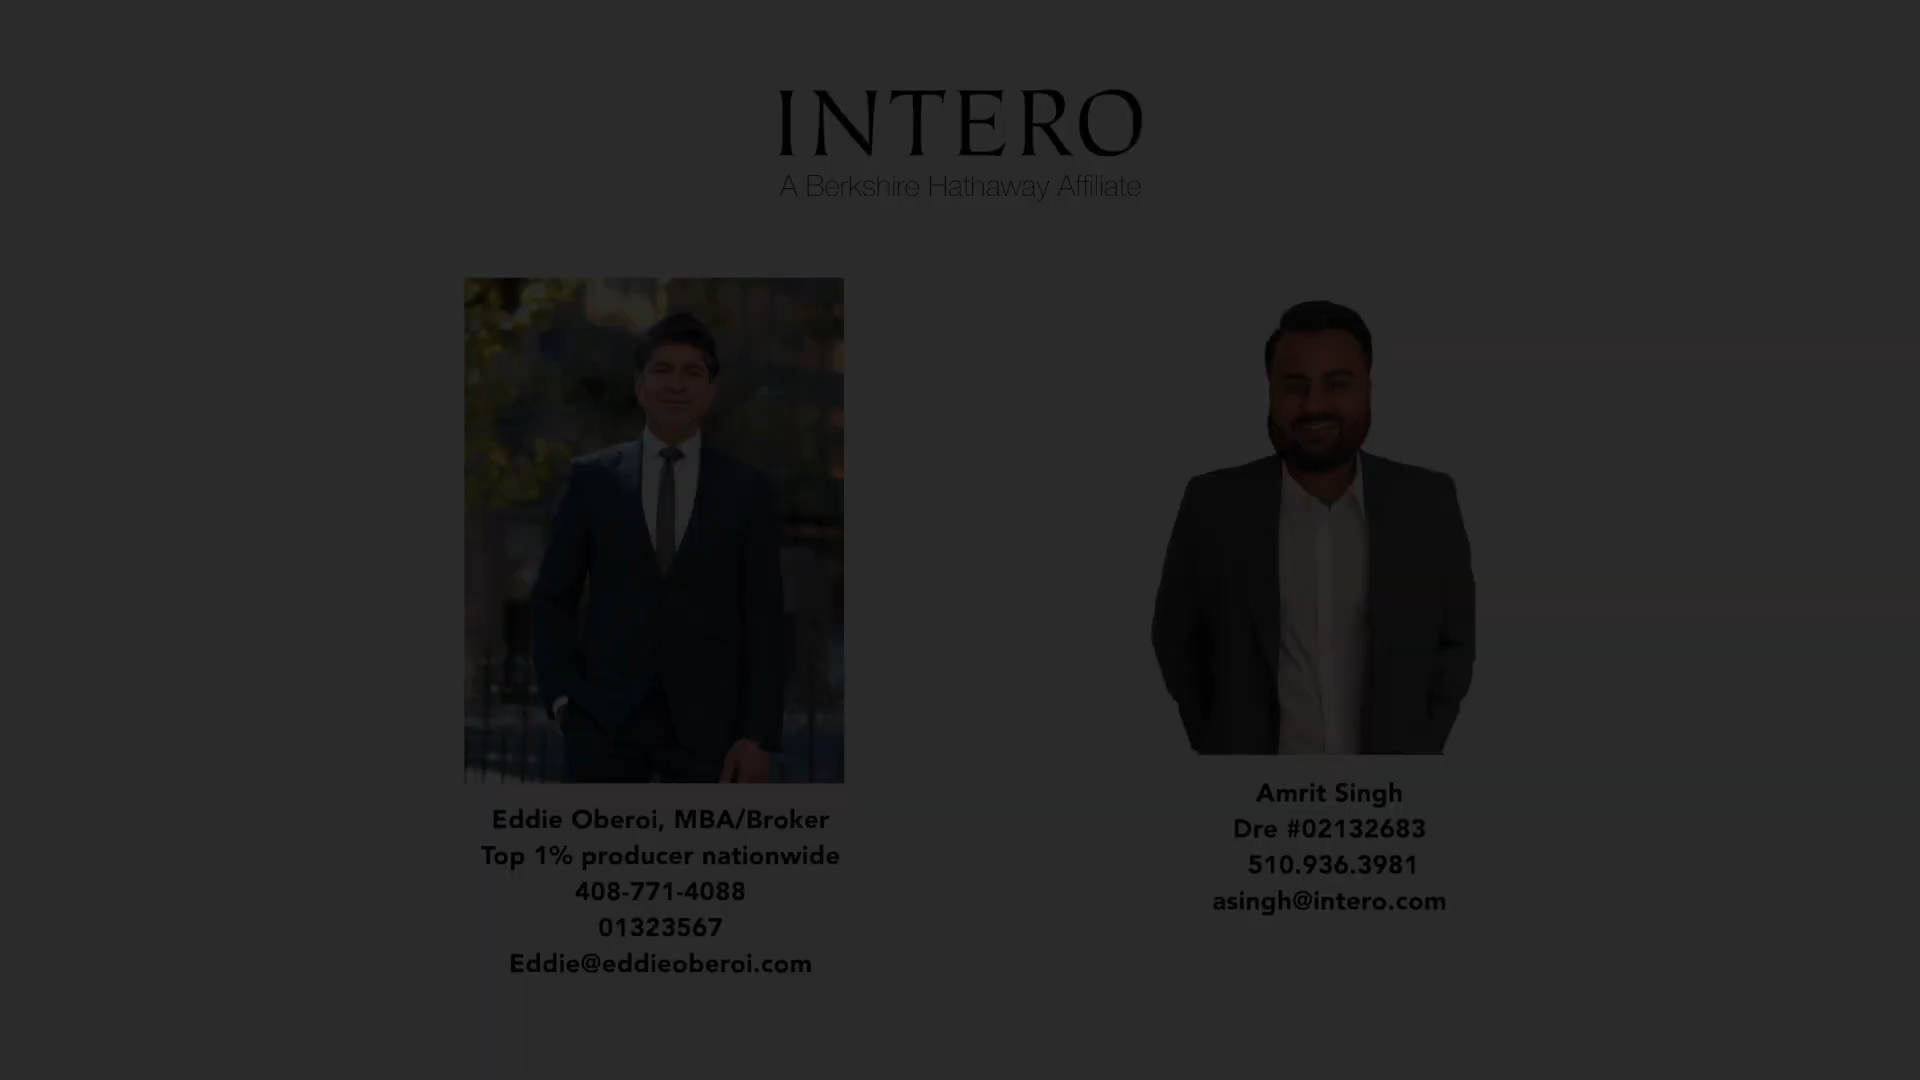 INTERO
A Berkshire Hathaway Affiliate
Eddie Oberoi, MBA/Broker
Top 1% producer nationwide
408-771-4088
01323567
Eddie@eddieoberoi.com
Amrit Singh
Dre #02132683
510.936.3981
asingh@intero.com